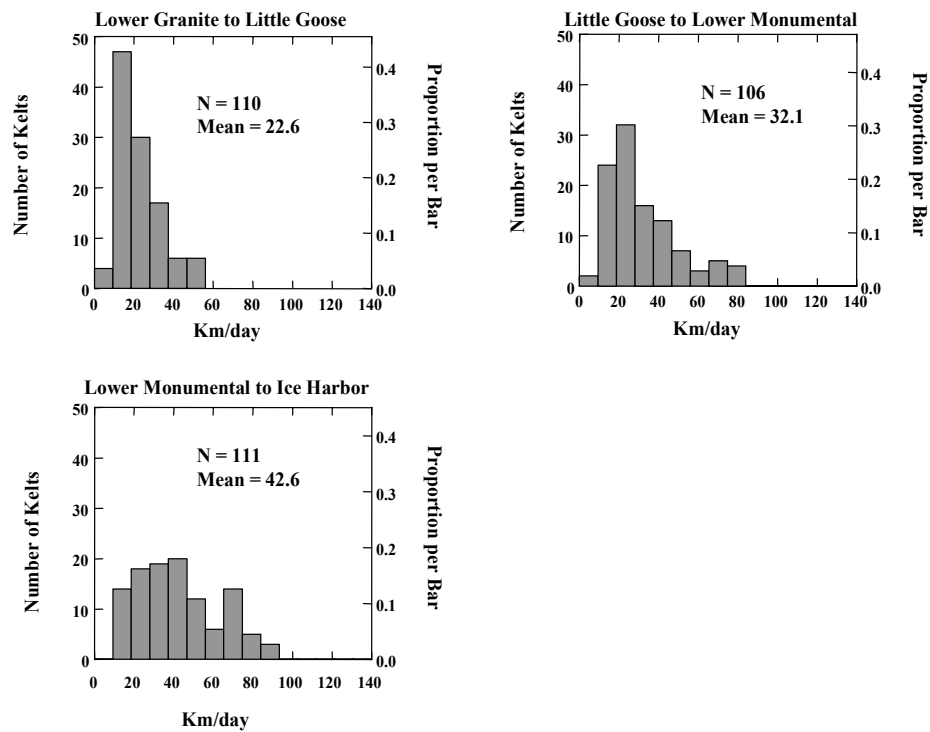 Lower Granite to Little Goose
50
40
30
20
10
0
Number of Kelts
N = 110
Mean = 22.6
0.4
0.3
0.2
0.1
0.0
Proportion per Bar
0 20 40 60 80 100 120 140
Km/day
Little Goose to Lower Monumental
50
40
30
20
10
0
Number of Kelts
N = 106
Mean = 32.1
0.4
0.3
0.2
0.1
0.0
Proportion per Bar
0 20 40 60 80 100 120 140
Km/day
Lower Monumental to Ice Harbor
50
40
30
20
10
0
Number of Kelts
N = 111
Mean = 42.6
0.4
0.3
0.2
0.1
0.0
Proportion per Bar
0 20 40 60 80 100 120 140
Km/day